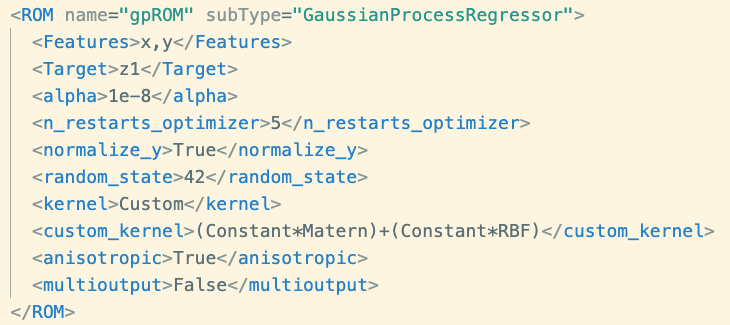 <ROM name="gpROM" subType="GaussianProcessRegressor">
<Features>x,y</Features>
<Target>z1</Target>
<alpha>1e-8</alpha>
<n_restarts_optimizer>5</n_restarts_optimizer>
<normalize_y>True</normalize_y>
<random_state>42</random_state>
<kernel>Custom</kernel>
<custom_kernel>(Constant*Matern)+(Constant*RBF)</custom_kernel>
<anisotropic>True</anisotropic>
<multioutput>False</multioutput>
</ROM>